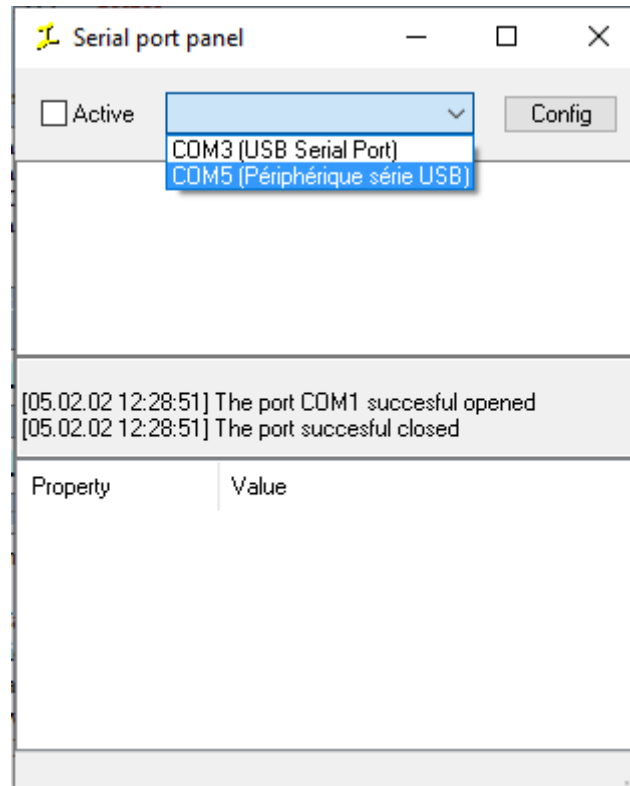 Serial port panel
Active
Config
COM3 (USB Serial Port)
COM5 (Périphérique série USB)
[05.02.02 12:28:51] The port COM1 succesful opened
[05.02.02 12:28:51] The port succesful closed
Property Value